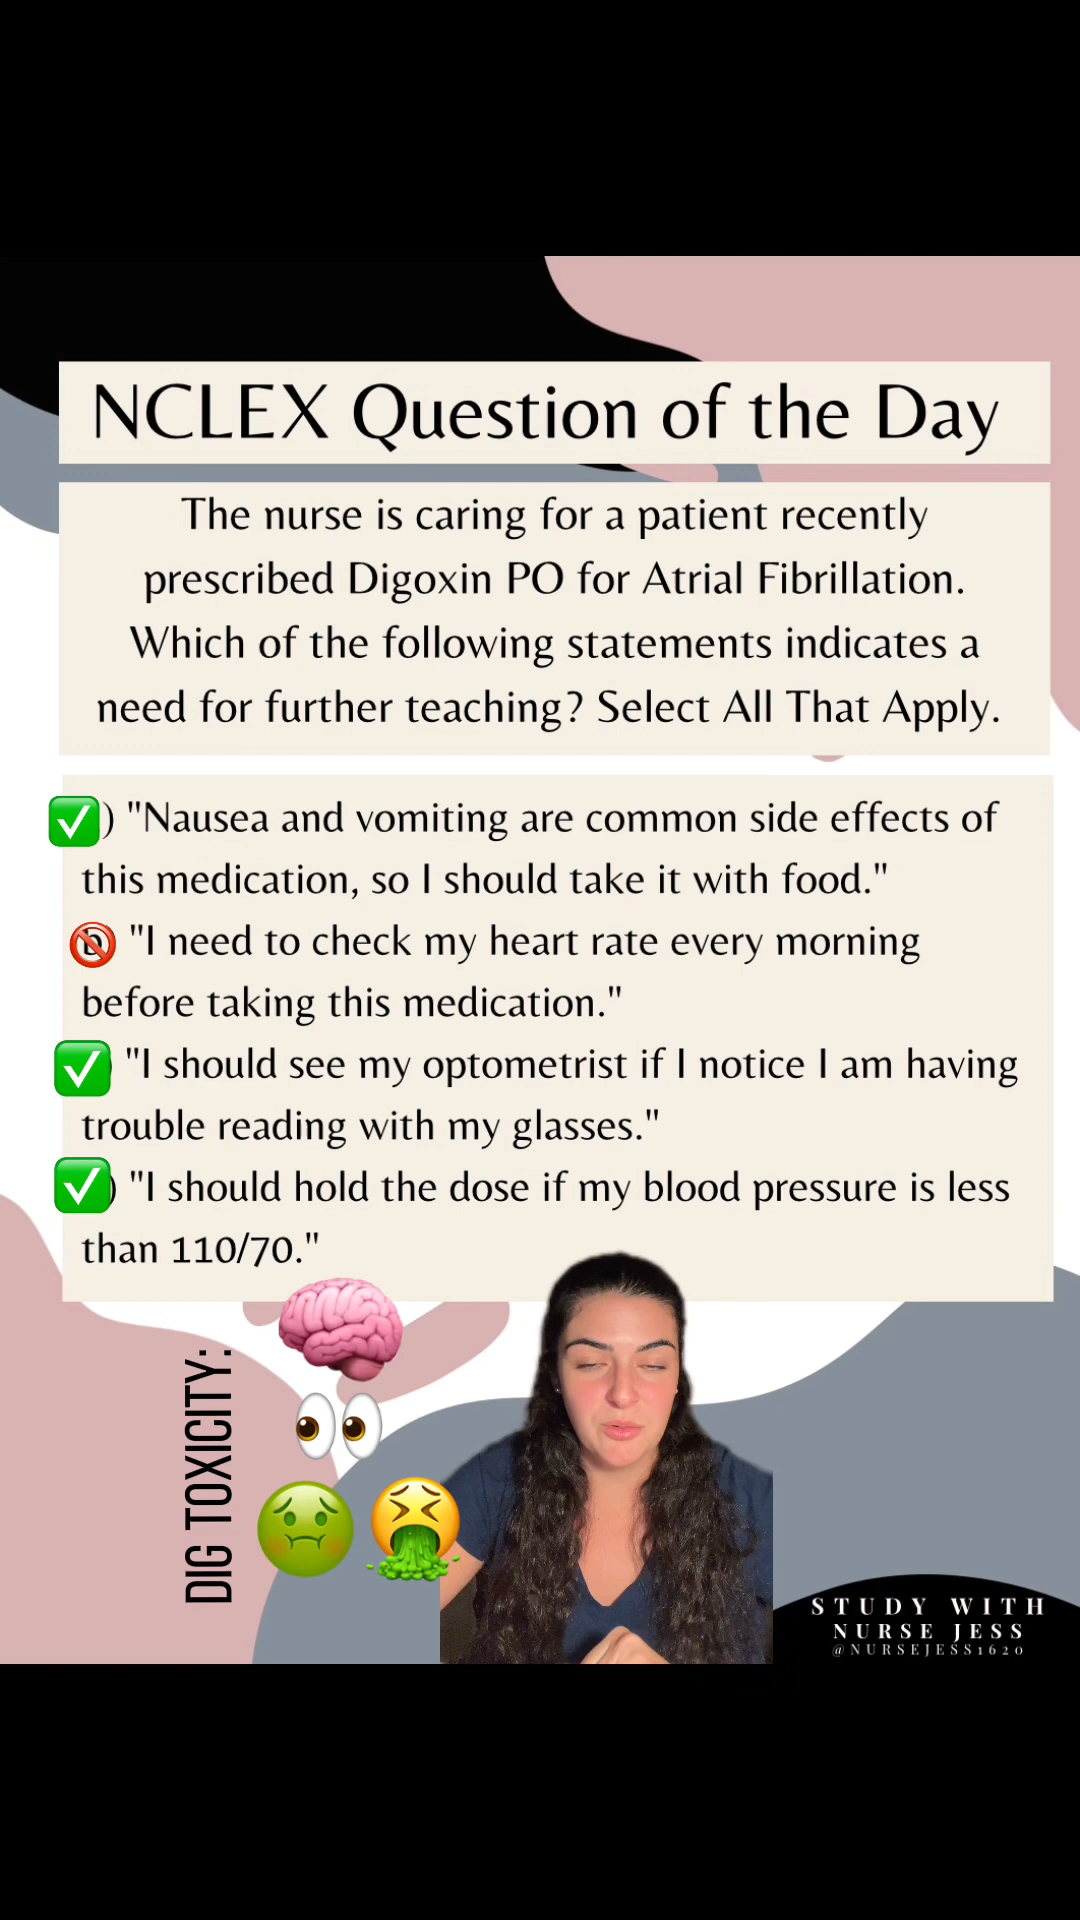 NCLEX Question of the Day
The nurse is caring for a patient recently
prescribed Digoxin PO for Atrial Fibrillation.
Which of the following statements indicates a
need for further teaching? Select All That Apply.
) "Nausea and vomiting are common side effects of
this medication, so I should take it with food."
b "I need to check my heart rate every morning
before taking this medication."
"I should see my optometrist if I notice I am having
trouble reading with my glasses."
) "I should hold the dose if my blood pressure is less
than 110/70."
DIG TOXICITY:
STUDY WITH
NURSE JESS
@NURSEJESS1620